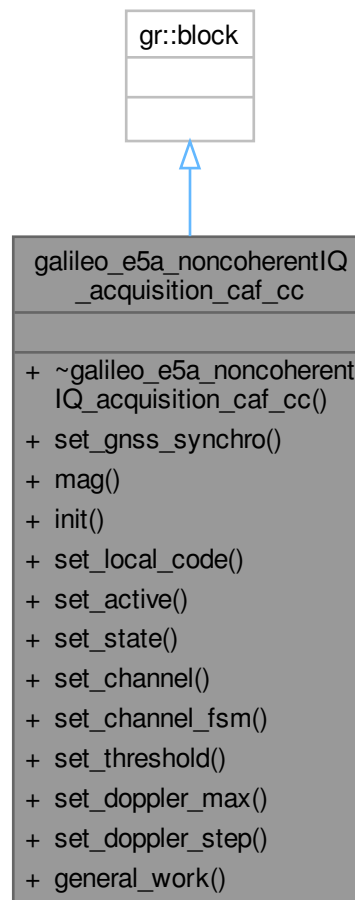 gr::block
galileo_e5a_noncoherentIQ
_acquisition_caf_cc
+ ~galileo_e5a_noncoherent
IQ_acquisition_caf_cc()
+ set_gnss_synchro()
+ mag()
+ init()
+ set_local_code()
+ set_active()
+ set_state()
+ set_channel()
+ set_channel_fsm()
+ set_threshold()
+ set_doppler_max()
+ set_doppler_step()
+ general_work()